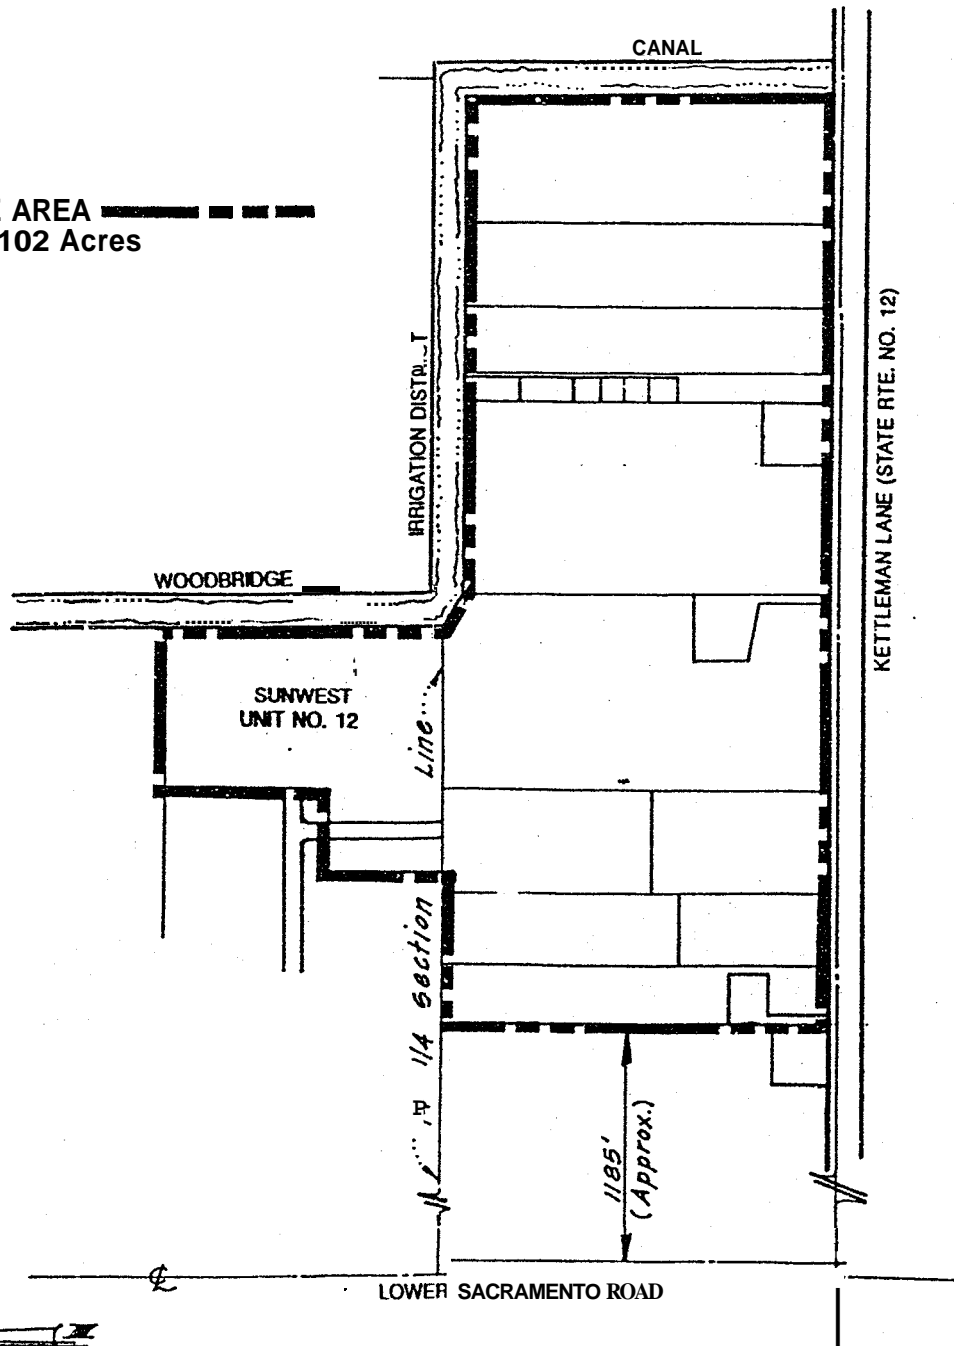 CANAL
AREA
102 Acres
IRRIGATION
KETTLEMAN LANE (STATE RTE. NO. 12)
WOODBRIDGE
SUNWEST
UNIT NO. 12
Line
1/4 Section
1185'
(Approx.)
℄
LOWER SACRAMENTO ROAD